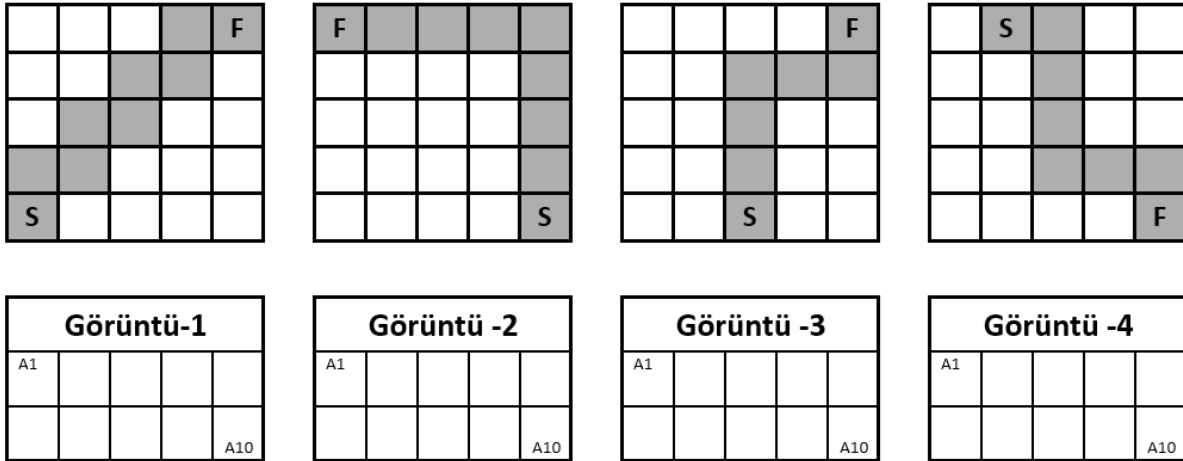 F F F S
S S S F
Görüntü-1 Görüntü -2 Görüntü -3 Görüntü -4
A1 A1 A1 A1
A10 A10 A10 A10